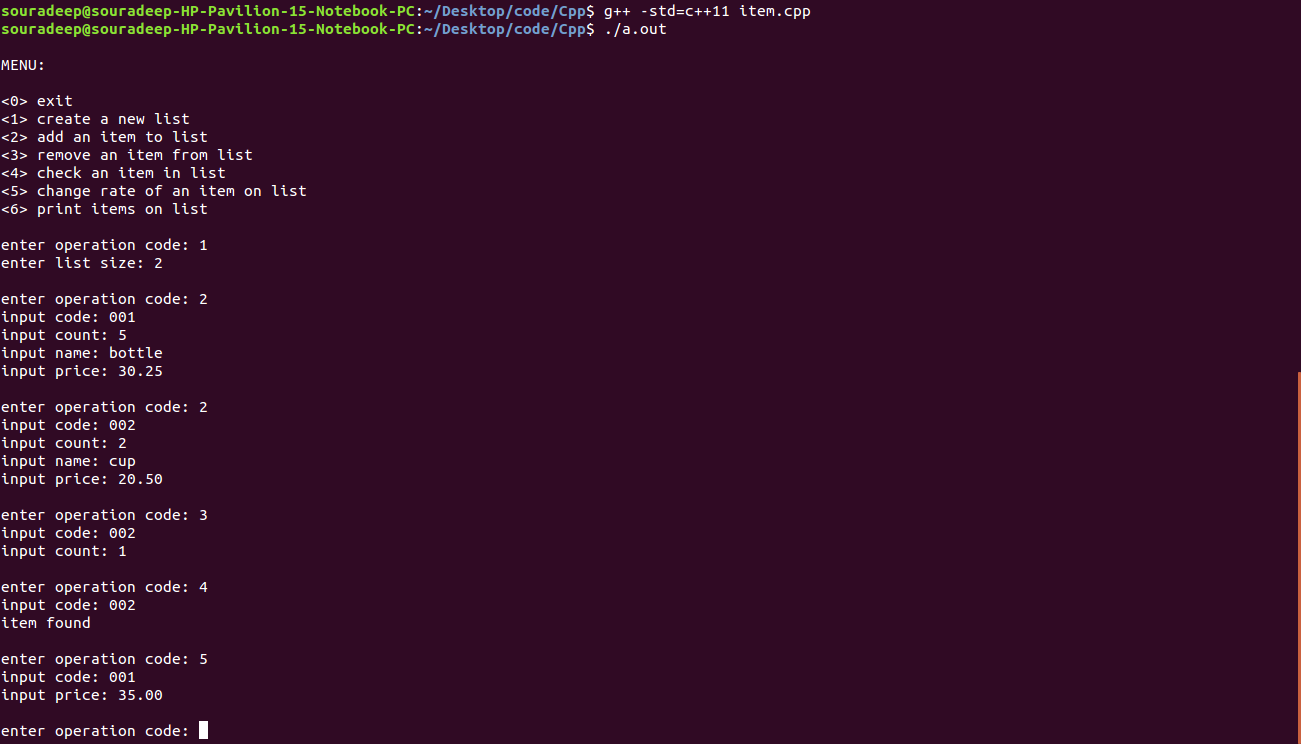 souradeep@souradeep-HP-Pavilion-15-Notebook-PC:~/Desktop/code/Cpp$ g++ -std=c++11 item.cpp
souradeep@souradeep-HP-Pavilion-15-Notebook-PC:~/Desktop/code/Cpp$ ./a.out
MENU:
<0> exit
<1> create a new list
<2> add an item to list
<3> remove an item from list
<4> check an item in list
<5> change rate of an item on list
<6> print items on list
enter operation code: 1
enter list size: 2
enter operation code: 2
input code: 001
input count: 5
input name: bottle
input price: 30.25
enter operation code: 2
input code: 002
input count: 2
input name: cup
input price: 20.50
enter operation code: 3
input code: 002
input count: 1
enter operation code: 4
input code: 002
item found
enter operation code: 5
input code: 001
input price: 35.00
enter operation code: